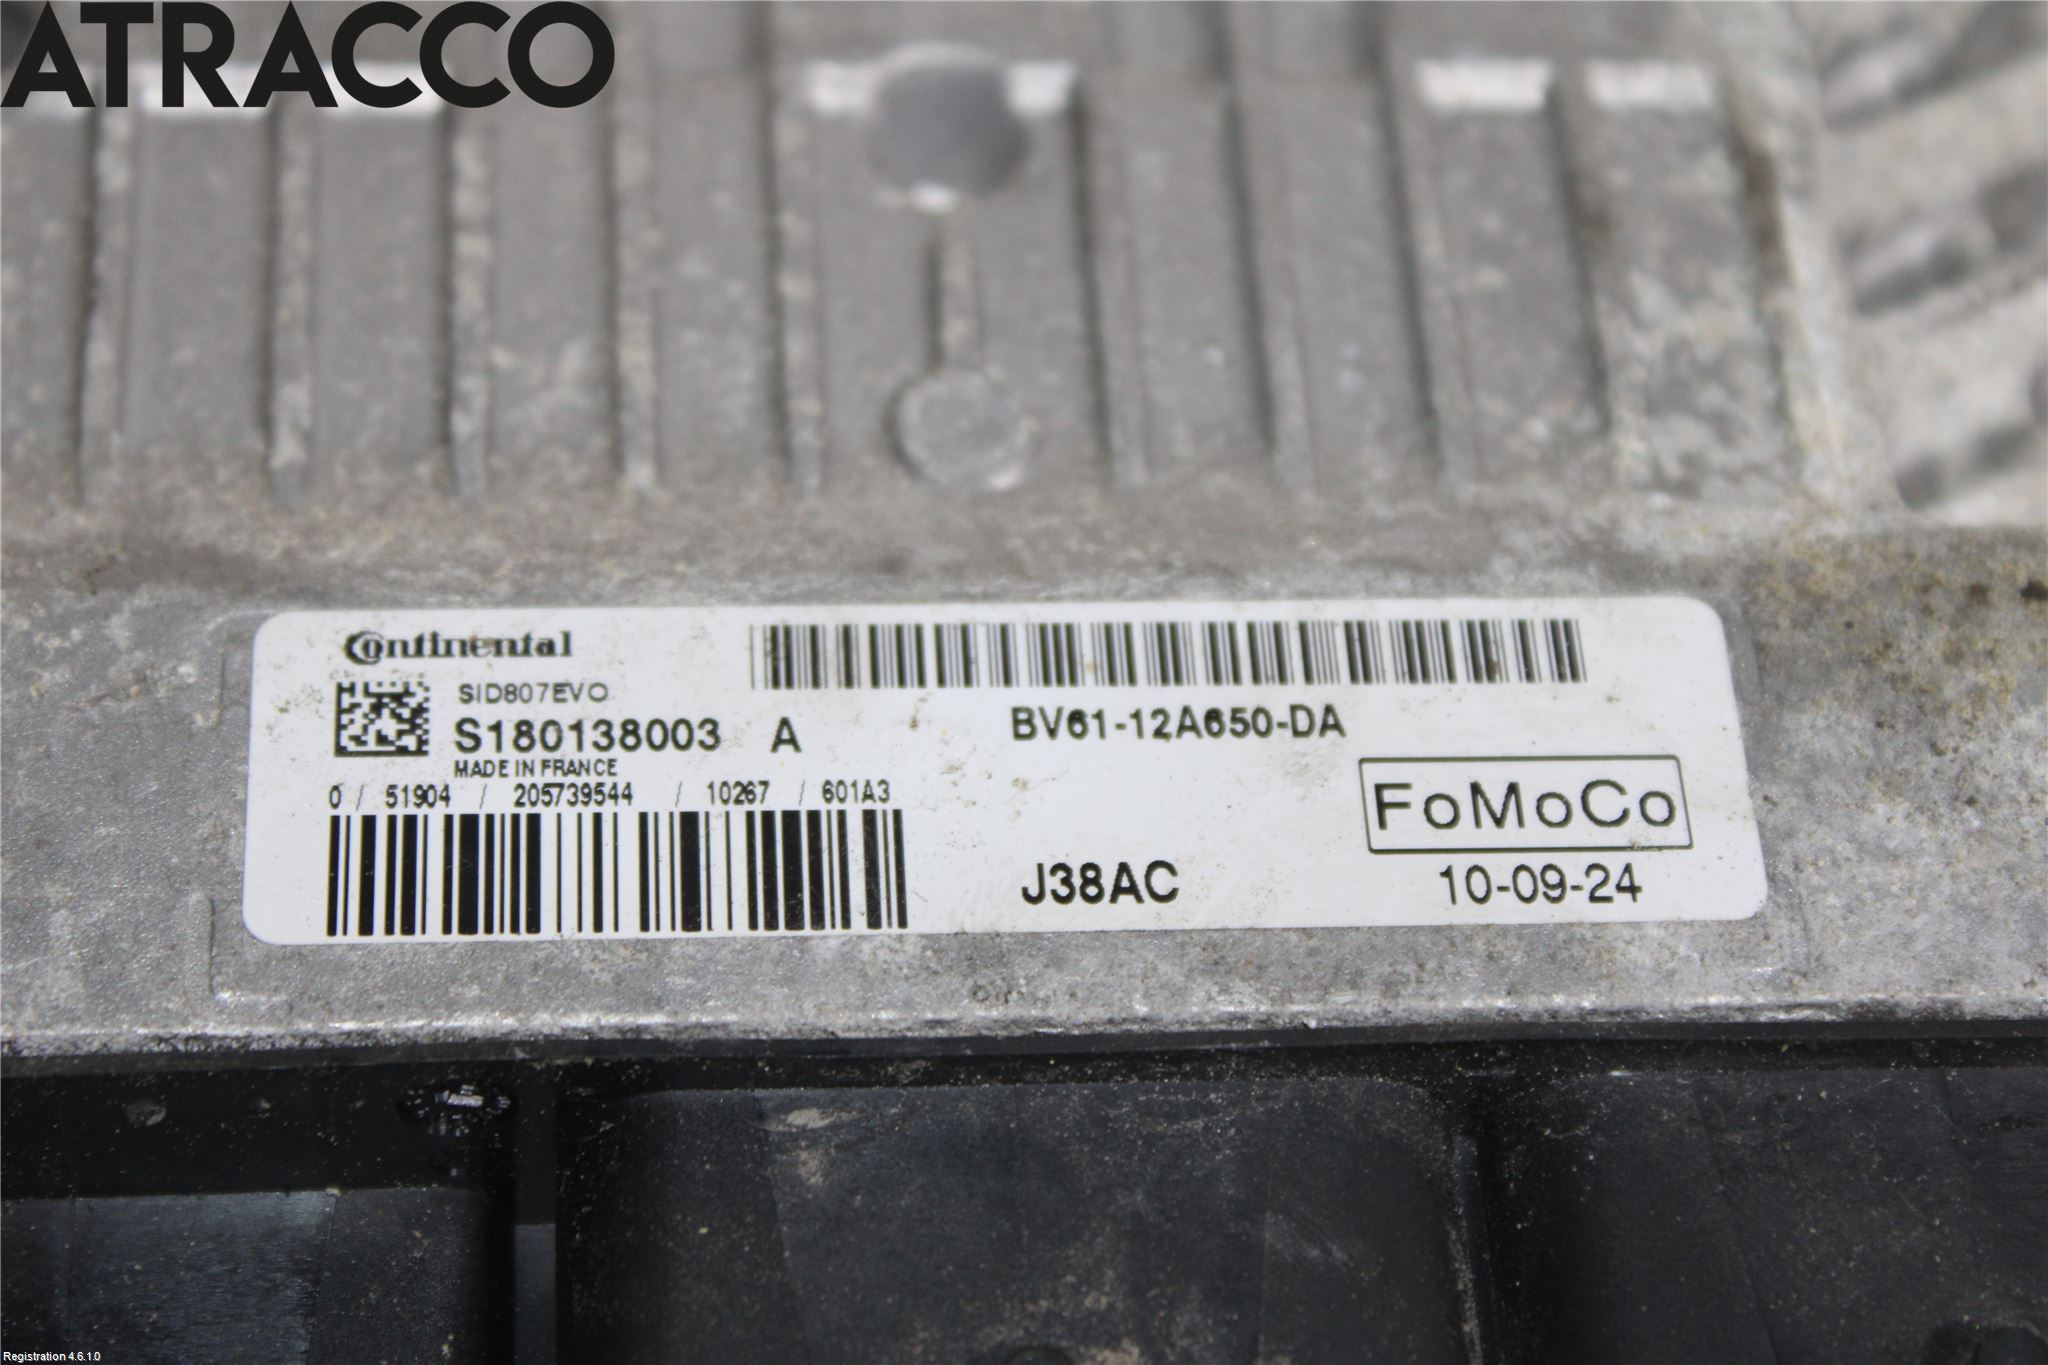 ATRACCO
Continental
SID807EVO
S180138003 A
MADE IN FRANCE
0 / 51904 / 205739544 / 10267 / 601A3
BV61-12A650-DA
FoMoCo
J38AC
10-09-24
Registration 4.6.1.0